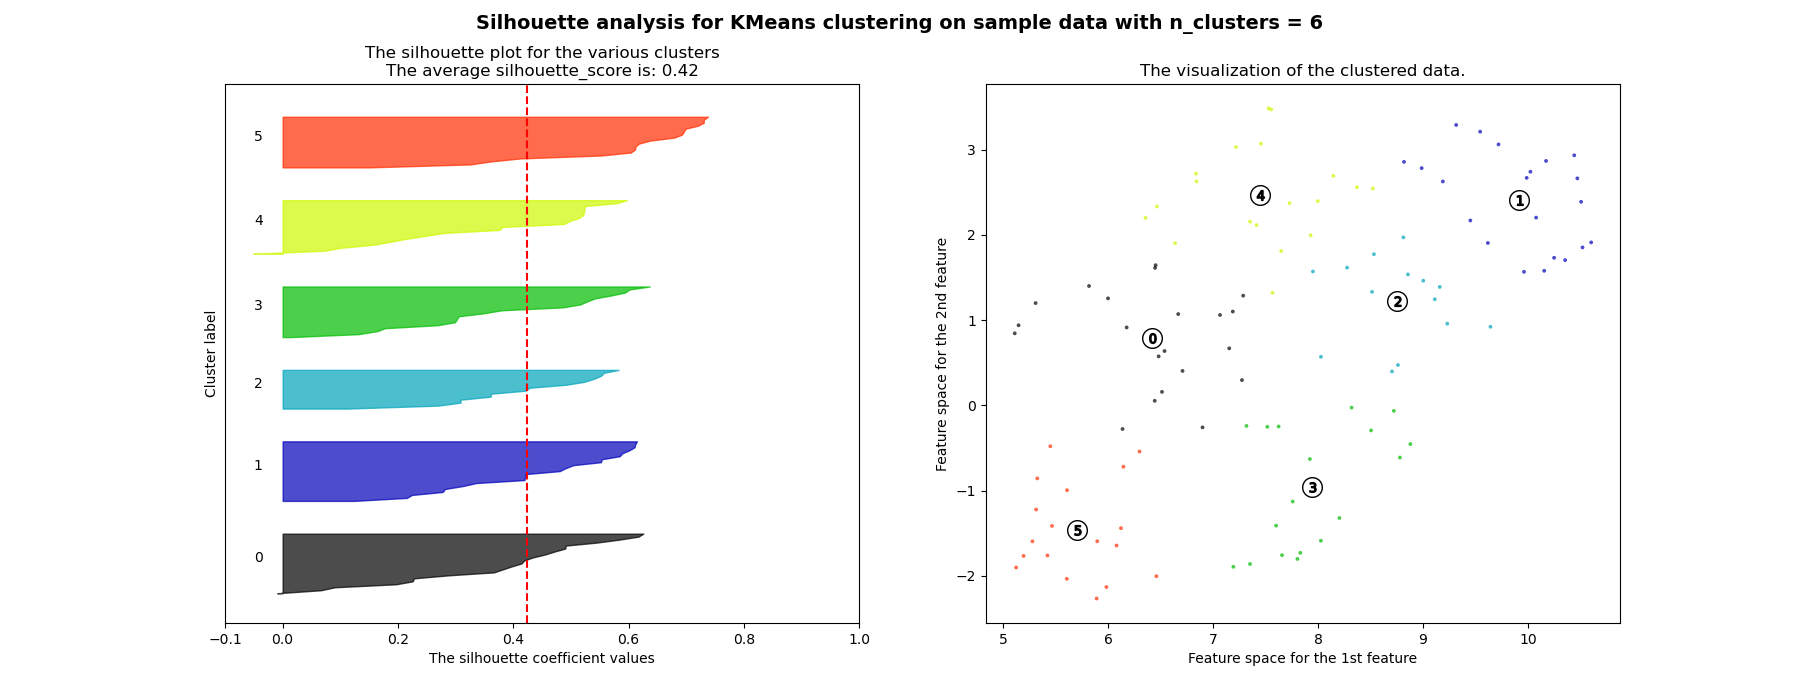 Silhouette analysis for KMeans clustering on sample data with n_clusters = 6
The silhouette plot for the various clusters
The average silhouette_score is: 0.42
5
4
3
2
1
0
Cluster label
−0.1 0.0 0.2 0.4 0.6 0.8 1.0
The silhouette coefficient values
The visualization of the clustered data.
3
2
1
0
−1
−2
Feature space for the 2nd feature
4
1
2
0
3
5
5 6 7 8 9 10
Feature space for the 1st feature